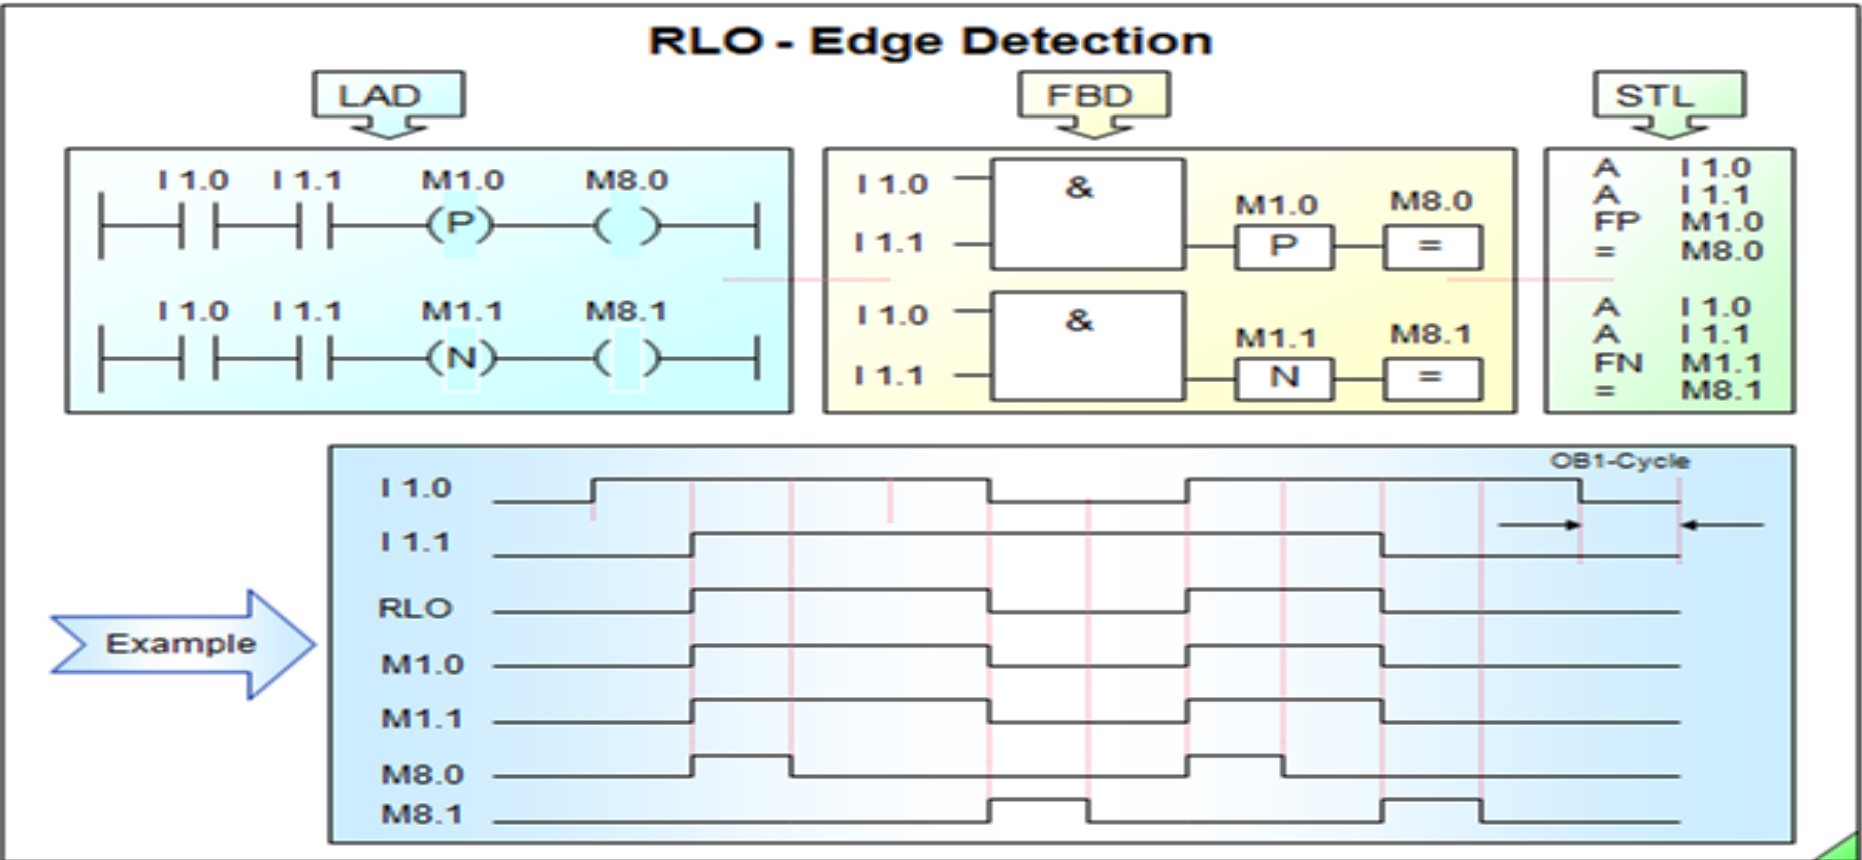 RLO - Edge Detection
LAD
FBD
STL
I 1.0 I 1.1 M1.0 M8.0
(P) ( )
I 1.0 I 1.1 M1.1 M8.1
(N) ( )
I 1.0 & M1.0 M8.0
I 1.1 P =
I 1.0 & M1.1 M8.1
I 1.1 N =
A I 1.0
A I 1.1
FP M1.0
= M8.0
A I 1.0
A I 1.1
FN M1.1
= M8.1
Example
OB1-Cycle
I 1.0
I 1.1
RLO
M1.0
M1.1
M8.0
M8.1